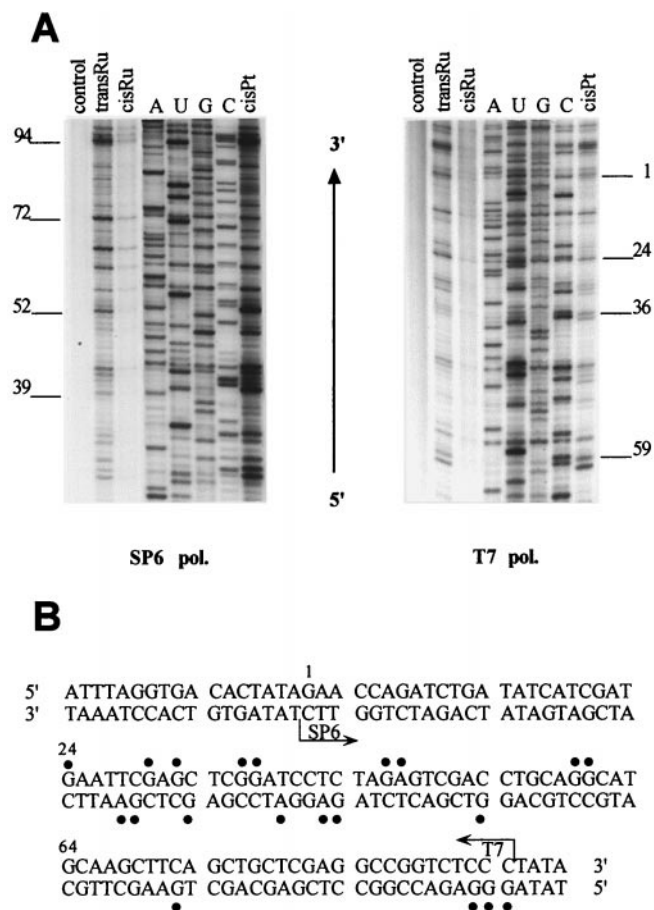 A
control transRu cisRu A U G C cisPt
control transRu cisRu A U G C cisPt
94
72
52
39
3'
5'
1
24
36
59
SP6 pol.
T7 pol.
B
1
5' ATTTAGGTGA CACTATAGAA CCAGATCTGA TATCATCGAT
3' TAAATCCACT GTGATATCTT GGTCTAGACT ATAGTAGCTA
SP6
24
GAATTCGAGC TCGGATCCTC TAGAGTCGAC CTGCAGGCAT
CTTAAGCTCG AGCCTAGGAG ATCTCAGCTG GACGTCCGTA
64
T7
GCAAGCTTCA GCTGCTCGAG GCCGGTCTCC CTATA 3'
CGTTCGAAGT CGACGAGCTC CGGCCAGAGG GATAT 5'